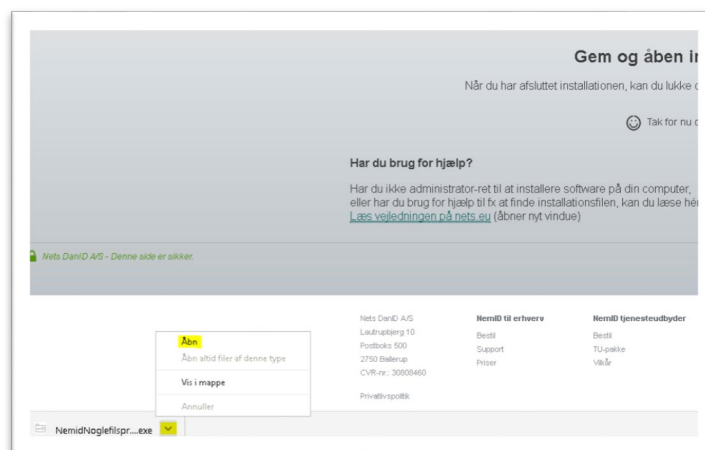 Gem og åben in
Når du har afsluttet installationen, kan du lukke
Tak for nu
Har du brug for hjælp?
Har du ikke administrator-ret til at installere software på din computer,
eller har du brug for hjælp til fx at finde installationsfilen, kan du læse
Læs vejledningen på nets.eu (åbner nyt vindue)
Nets DanID A/S - Denne side er sikker.
Nets DanID A/S
Lautrupbjerg 10
Postboks 500
2750 Ballerup
CVR-nr.: 30808460
Privatlivspolitik
NemID til erhverv
Bestil
Support
Priser
NemID tjenesteudbyder
Bestil
TU-pakke
Vilkår
Åbn
Åbn altid filer af denne type
Vis i mappe
Annuller
NemidNoglefilspr....exe